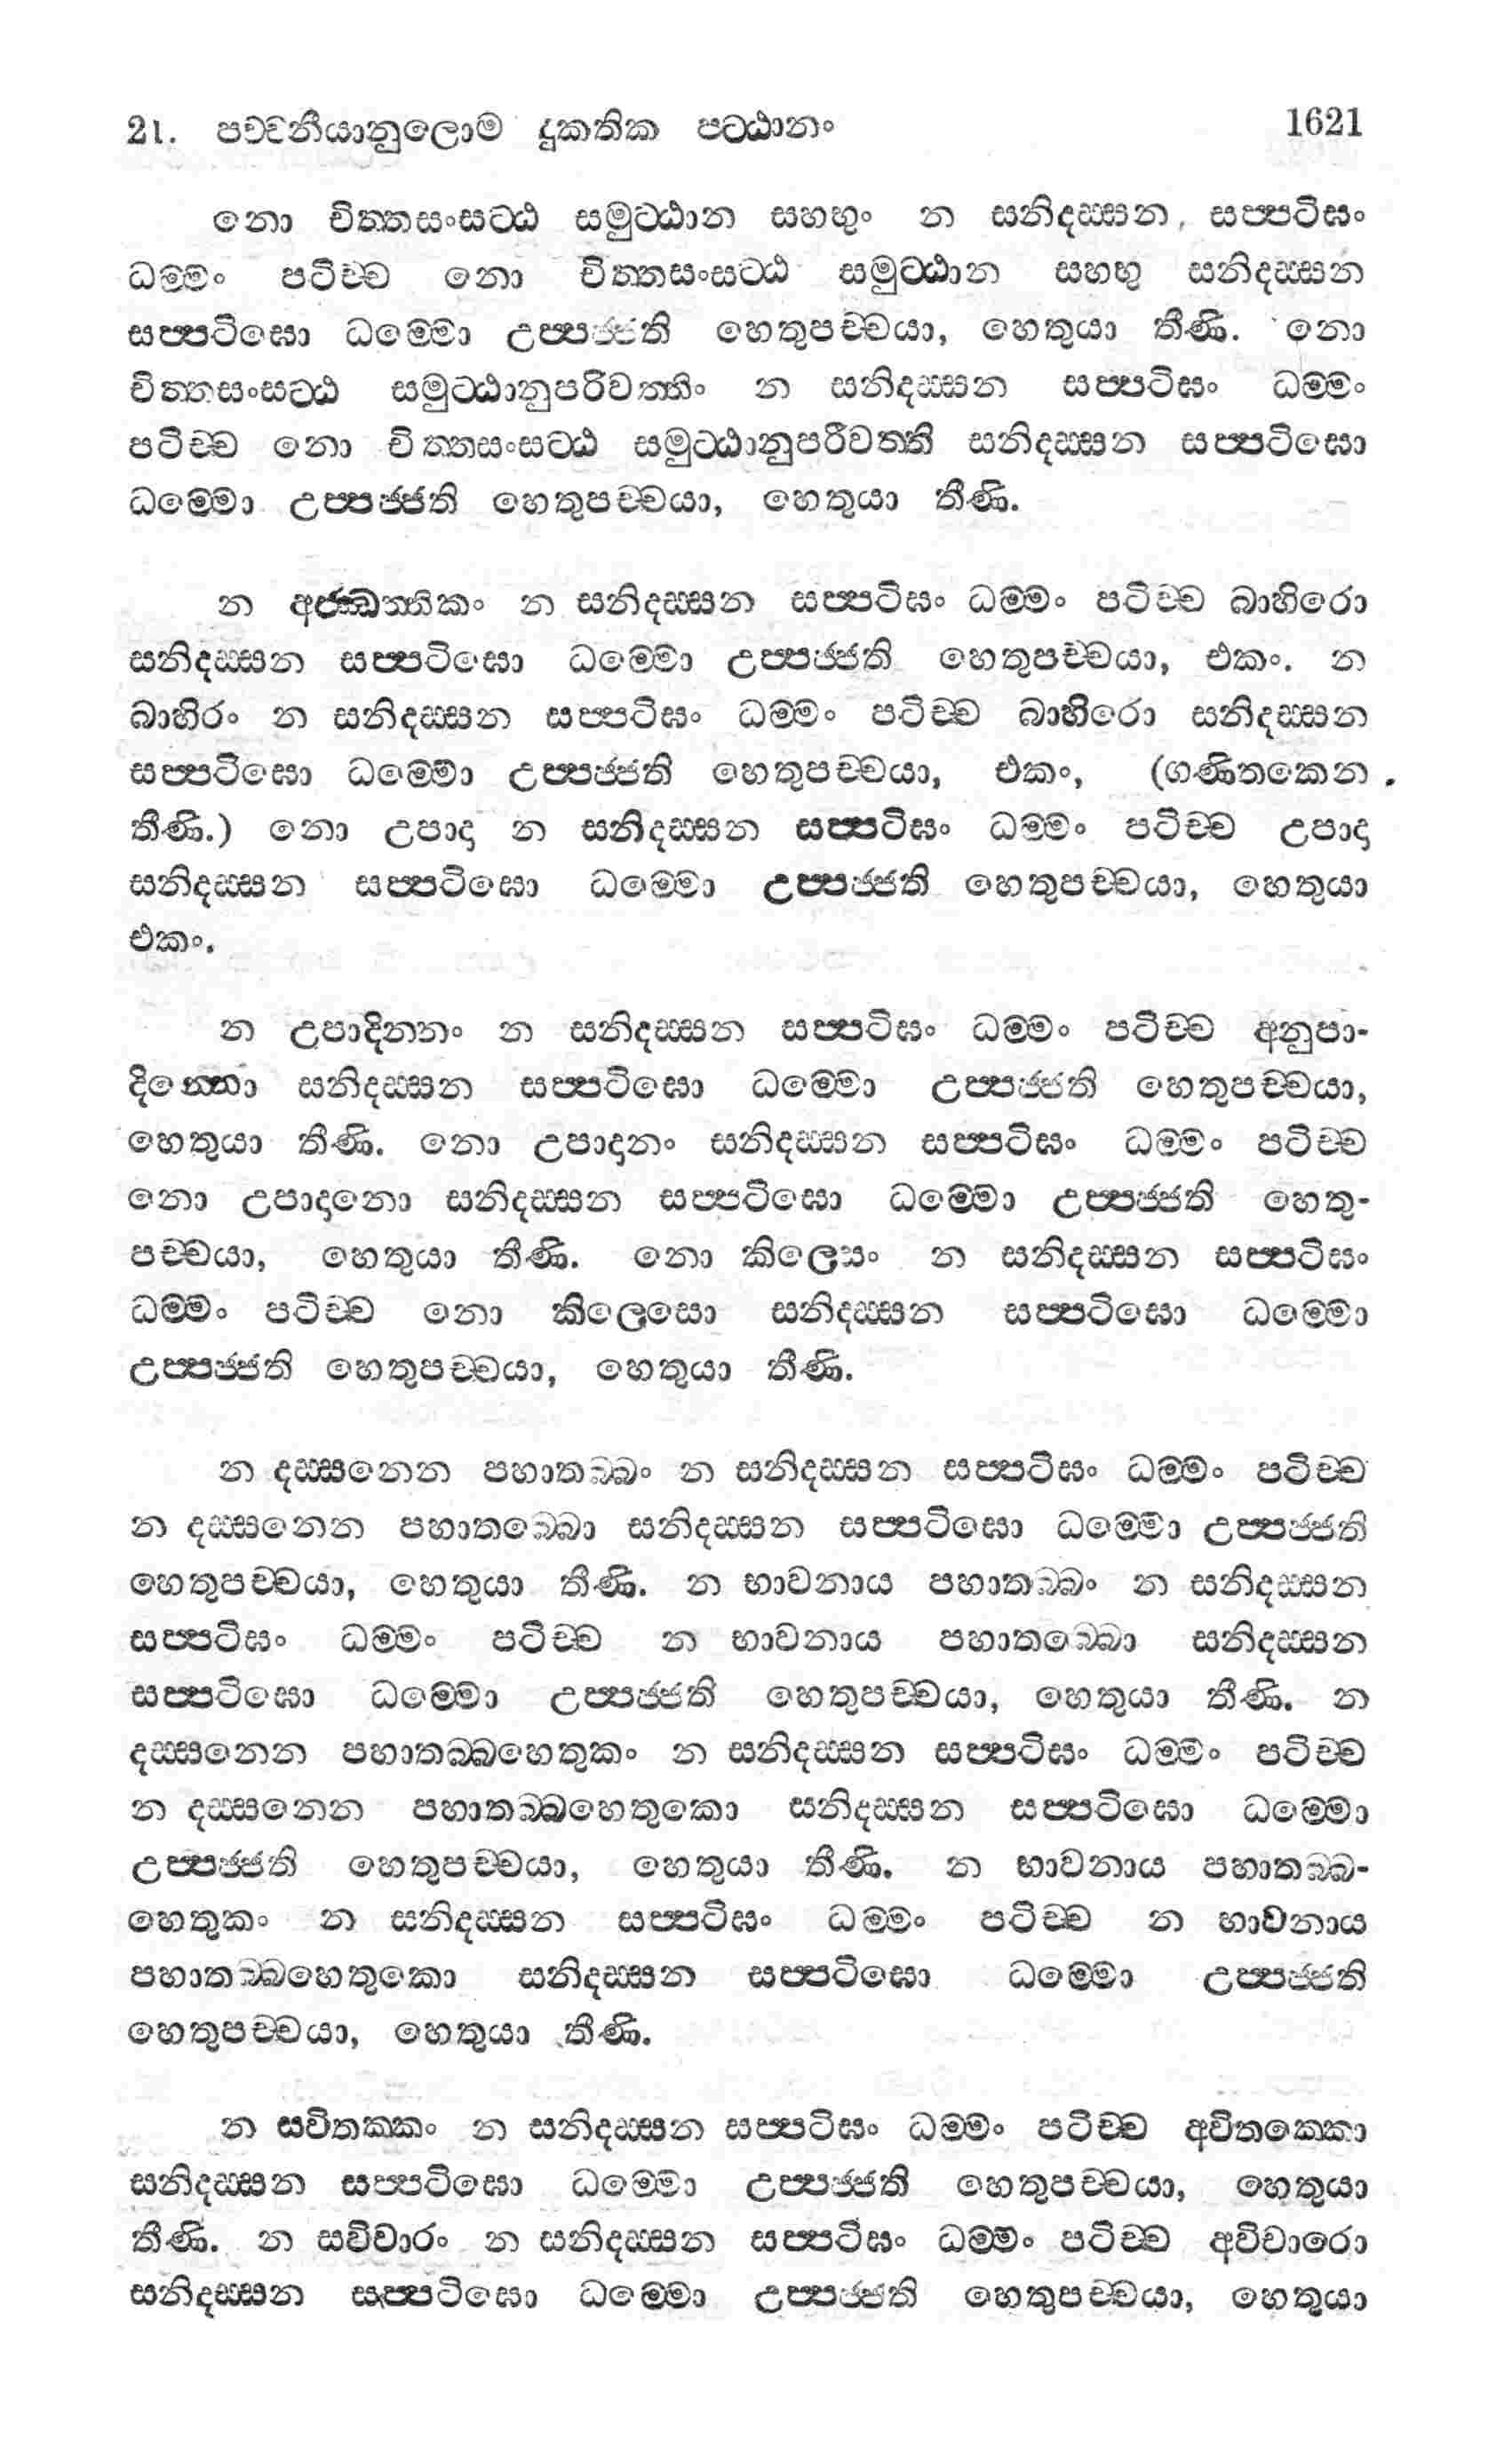 21. පච්චනීයානුලොම දුකතික පට්ඨානං 1621
නො චිත්තසංසට්ඨ සමුට්ඨාන සහභුං න සනිදස්සන, සප්පටිඝං
ධම්මං පටිච්ච නො චිත්තසංසට්ඨ සමුට්ඨාන සහභු සනිදස්සන
සප්පටිඝො ධම්මො උප්පජ්ජති හෙතුපච්චයා, හෙතුයා තීණි. නො
චිත්තසංසට්ඨ සමුට්ඨානුපරිවත්තිං න සනිදස්සන සප්පටිඝං ධම්මං
පටිච්ච නො චිත්තසංසට්ඨ සමුට්ඨානුපරිවත්ති සනිදස්සන සප්පටිඝො
ධම්මො උප්පජ්ජති හෙතුපච්චයා, හෙතුයා තීණි.
න අජ්ඣත්තිකං න සනිදස්සන සප්පටිඝං ධම්මං පටිච්ච බාහිරො
සනිදස්සන සප්පටිඝො ධම්මො උප්පජ්ජති හෙතුපච්චයා, එකං. න
බාහිරං න සනිදස්සන සප්පටිඝං ධම්මං පටිච්ච බාහිරො සනිදස්සන
සප්පටිඝො ධම්මො උප්පජ්ජති හෙතුපච්චයා, එකං, (ගණිතකෙන
තීණි.) නො උපාදා න සනිදස්සන සප්පටිඝං ධම්මං පටිච්ච උපාදා
සනිදස්සන සප්පටිඝො ධම්මො උප්පජ්ජති හෙතුපච්චයා, හෙතුයා
එකං.
න උපාදින්නං න සනිදස්සන සප්පටිඝං ධම්මං පටිච්ච අනුපා-
දින්නො සනිදස්සන සප්පටිඝො ධම්මො උප්පජ්ජති හෙතුපච්චයා,
හෙතුයා තීණි. නො උපාදානං සනිදස්සන සප්පටිඝං ධම්මං පටිච්ච
නො උපාදානො සනිදස්සන සප්පටිඝො ධම්මො උප්පජ්ජති හෙතු-
පච්චයා, හෙතුයා තීණි. නො කිලෙසං න සනිදස්සන සප්පටිඝං
ධම්මං පටිච්ච නො කිලෙසො සනිදස්සන සප්පටිඝො ධම්මො
උප්පජ්ජති හෙතුපච්චයා, හෙතුයා තීණි.
න දස්සනෙන පහාතබ්බං න සනිදස්සන සප්පටිඝං ධම්මං පටිච්ච
න දස්සනෙන පහාතබ්බො සනිදස්සන සප්පටිඝො ධම්මො උප්පජ්ජති
හෙතුපච්චයා, හෙතුයා තීණි. න භාවනාය පහාතබ්බං න සනිදස්සන
සප්පටිඝං ධම්මං පටිච්ච න භාවනාය පහාතබ්බො සනිදස්සන
සප්පටිඝො ධම්මො උප්පජ්ජති හෙතුපච්චයා, හෙතුයා තීණි. න
දස්සනෙන පහාතබ්බහෙතුකං න සනිදස්සන සප්පටිඝං ධම්මං පටිච්ච
න දස්සනෙන පහාතබ්බහෙතුකො සනිදස්සන සප්පටිඝො ධම්මො
උප්පජ්ජති හෙතුපච්චයා, හෙතුයා තීණි. න භාවනාය පහාතබ්බ-
හෙතුකං න සනිදස්සන සප්පටිඝං ධම්මං පටිච්ච න භාවනාය
පහාතබ්බහෙතුකො සනිදස්සන සප්පටිඝො ධම්මො උප්පජ්ජති
හෙතුපච්චයා, හෙතුයා තීණි.
න සවිතක්කං න සනිදස්සන සප්පටිඝං ධම්මං පටිච්ච අවිතක්කො
සනිදස්සන සප්පටිඝො ධම්මො උප්පජ්ජති හෙතුපච්චයා, හෙතුයා
තීණි. න සවිචාරං න සනිදස්සන සප්පටිඝං ධම්මං පටිච්ච අවිචාරො
සනිදස්සන සප්පටිඝො ධම්මො උප්පජ්ජති හෙතුපච්චයා, හෙතුයා